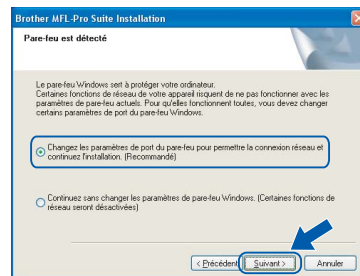 Brother MFL-Pro Suite Installation
Pare-feu est détecté
Le pare-feu Windows sert à protéger votre ordinateur.
Certaines fonctions de réseau de votre appareil risquent de ne pas fonctionner avec les
paramètres de pare-feu actuels. Pour qu'elles fonctionnent toutes, vous devez changer
certains paramètres de port du pare-feu Windows.
Changez les paramètres de port du pare-feu pour permettre la connexion réseau et
continuez l'installation. (Recommandé)
Continuez sans changer les paramètres de pare-feu Windows. (Certaines fonctions de
réseau seront désactivées)
< Précédent
Suivant >
Annuler